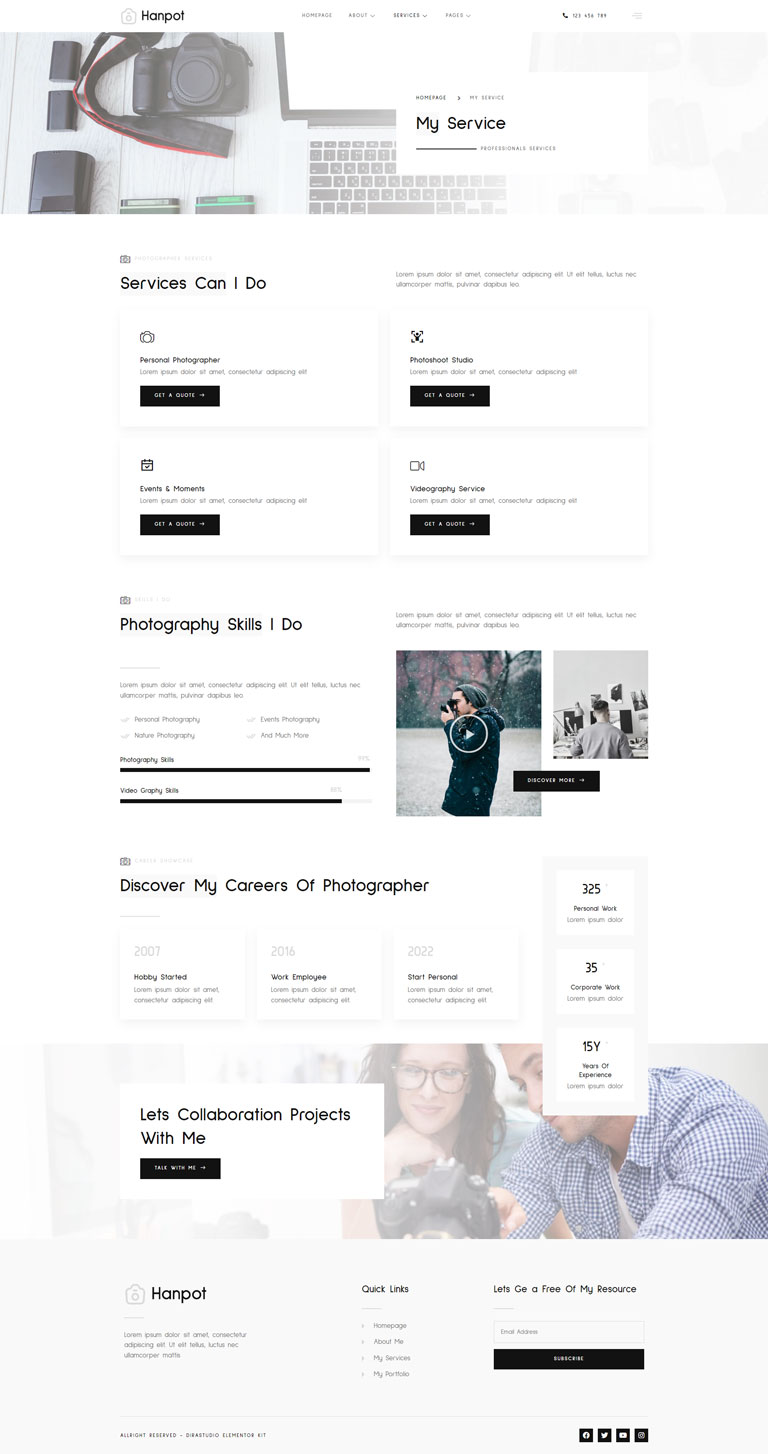 Hanpot
HOMEPAGE
ABOUT
SERVICES
PAGES
123 456 789
HOMEPAGE
MY SERVICE
My Service
PROFESSIONALS SERVICES
PHOTOGRAPHER SERVICES
Services Can I Do
Lorem ipsum dolor sit amet, consectetur adipiscing elit. Ut elit tellus, luctus nec
ullamcorper mattis, pulvinar dapibus leo.
Personal Photographer
Lorem ipsum dolor sit amet, consectetur adipiscing elit
GET A QUOTE
Photoshoot Studio
Lorem ipsum dolor sit amet, consectetur adipiscing elit
GET A QUOTE
Events & Moments
Lorem ipsum dolor sit amet, consectetur adipiscing elit
GET A QUOTE
Videography Service
Lorem ipsum dolor sit amet, consectetur adipiscing elit
GET A QUOTE
SKILLS I DO
Photography Skills I Do
Lorem ipsum dolor sit amet, consectetur adipiscing elit. Ut elit tellus, luctus nec
ullamcorper mattis, pulvinar dapibus leo.
Lorem ipsum dolor sit amet, consectetur adipiscing elit. Ut elit tellus, luctus nec
ullamcorper mattis, pulvinar dapibus leo.
Personal Photography
Events Photography
Nature Photography
And Much More
Photography Skills
Video Graphy Skills
88%
DISCOVER MORE
CAREER SHOWCASE
Discover My Careers Of Photographer
2007
Hobby Started
Lorem ipsum dolor sit amet,
consectetur adipiscing elit
2016
Work Employee
Lorem ipsum dolor sit amet,
consectetur adipiscing elit
2022
Start Personal
Lorem ipsum dolor sit amet,
consectetur adipiscing elit
325
Personal Work
Lorem ipsum dolor
35
Corporate Work
Lorem ipsum dolor
15Y
Years Of
Experience
Lorem ipsum dolor
Lets Collaboration Projects
With Me
TALK WITH ME
Hanpot
Lorem ipsum dolor sit amet, consectetur
adipiscing elit. Ut elit tellus, luctus nec
ullamcorper mattis
Quick Links
Homepage
About Me
My Services
My Portfolio
Lets Ge a Free Of My Resource
Email Address
SUBSCRIBE
ALLRIGHT RESERVED - DIRASTUDIO ELEMENTOR KIT